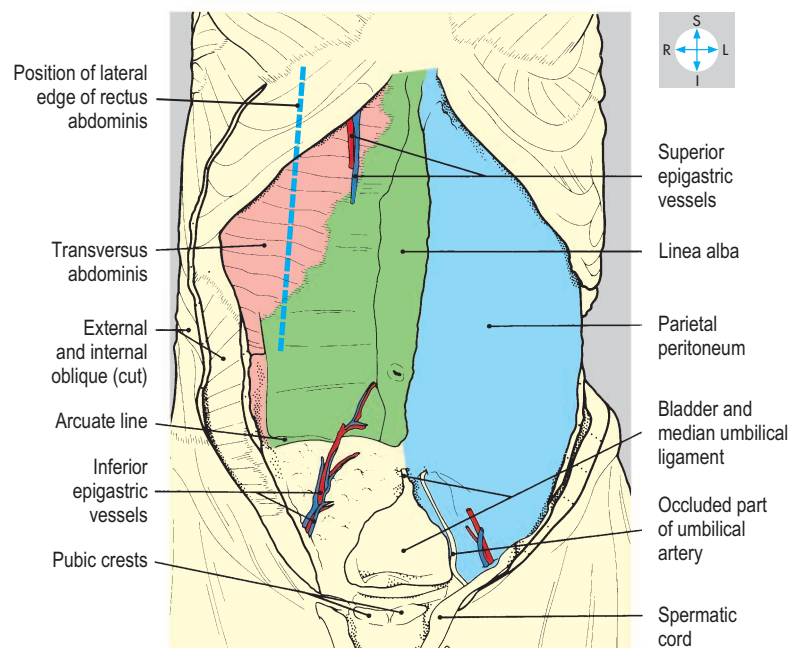 Position of lateral
edge of rectus
abdominis
Transversus
abdominis
External
and internal
oblique (cut)
Arcuate line
Inferior
epigastric
vessels
Pubic crests
S
R L
I
Superior
epigastric
vessels
Linea alba
Parietal
peritoneum
Bladder and
median umbilical
ligament
Occluded part
of umbilical
artery
Spermatic
cord